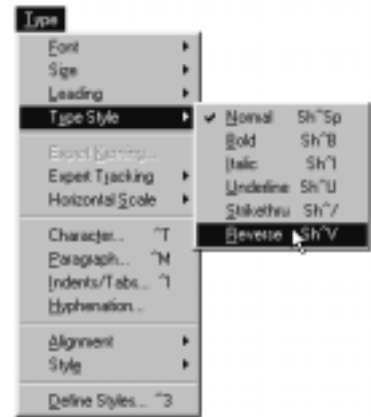 Type
Font
Size
Leading
Type Style
Normal Sh^Sp
Bold Sh^B
Italic Sh^I
Underline Sh^U
Strikethru Sh^/
Reverse Sh^V
Expert Kerning...
Expert Tracking
Horizontal Scale
Character... ^T
Paragraph... ^M
Indents/Tabs... ^I
Hyphenation...
Alignment
Style
Define Styles... ^3